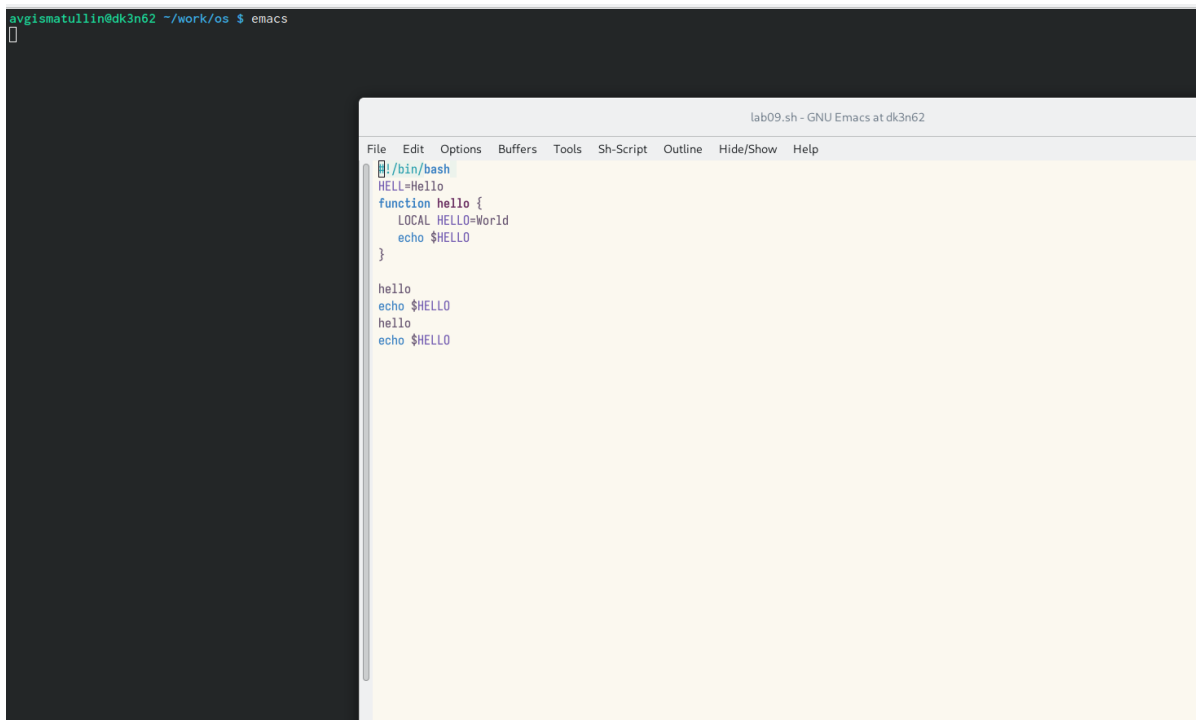 avgismatullin@dk3n62 ~/work/os $ emacs
lab09.sh - GNU Emacs at dk3n62
File Edit Options Buffers Tools Sh-Script Outline Hide/Show Help
#!/bin/bash
HELL=Hello
function hello {
LOCAL HELLO=World
echo $HELLO
}
hello
echo $HELLO
hello
echo $HELLO